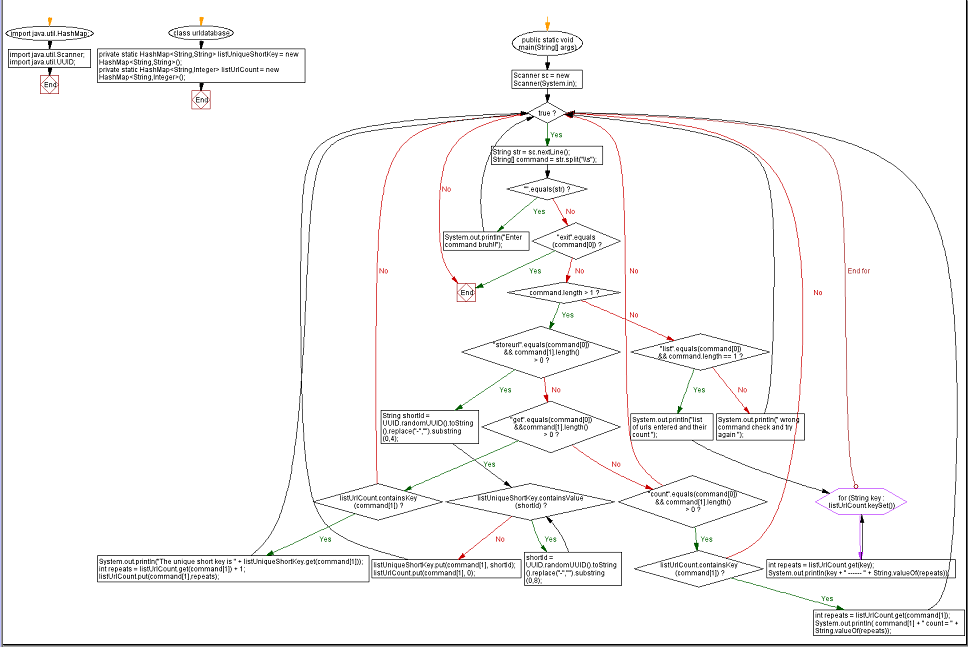 import java.util.HashMap;
import java.util.Scanner;
import java.util.UUID;
End
class urldatabase
private static HashMap<String,String> listUniqueShortKey = new
HashMap<String,String>();
private static HashMap<String,Integer> listUrlCount = new
HashMap<String,Integer>();
End
public static void
main(String[] args)
Scanner sc = new
Scanner(System.in);
true ?
Yes
No
String str = sc.nextLine();
String[] command = str.split("\\s");
"".equals(str) ?
Yes
No
System.out.println("Enter
command bruh!!");
"exit".equals
(command[0]) ?
Yes
No
End
command.length > 1 ?
Yes
No
"storeurl".equals(command[0])
&& command[1].length()
> 0 ?
Yes
No
"list".equals(command[0])
&& command.length == 1 ?
Yes
No
String shortId =
UUID.randomUUID().toString
().replace("-","").substring
(0,4);
"get".equals(command[0])
&&command[1].length()
> 0 ?
Yes
No
System.out.println("list
of urls entered and their
count ");
System.out.println(" wrong
command check and try
again ");
End for
for (String key :
listUrlCount.keySet())
listUrlCount.containsKey
(command[1]) ?
Yes
No
listUniqueShortKey.containsValue
(shortId) ?
No
Yes
"count".equals(command[0])
&& command[1].length()
> 0 ?
Yes
No
System.out.println("The unique short key is " + listUniqueShortKey.get(command[1]));
int repeats = listUrlCount.get(command[1]) + 1;
listUrlCount.put(command[1],repeats);
listUniqueShortKey.put(command[1], shortId);
listUrlCount.put(command[1], 0);
shortId =
UUID.randomUUID().toString
().replace("-","").substring
(0,8);
listUrlCount.containsKey
(command[1]) ?
No
Yes
int repeats = listUrlCount.get(key);
System.out.println(key + " ------ " + String.valueOf(repeats));
int repeats = listUrlCount.get(command[1]);
System.out.println( command[1] + " count = " +
String.valueOf(repeats));